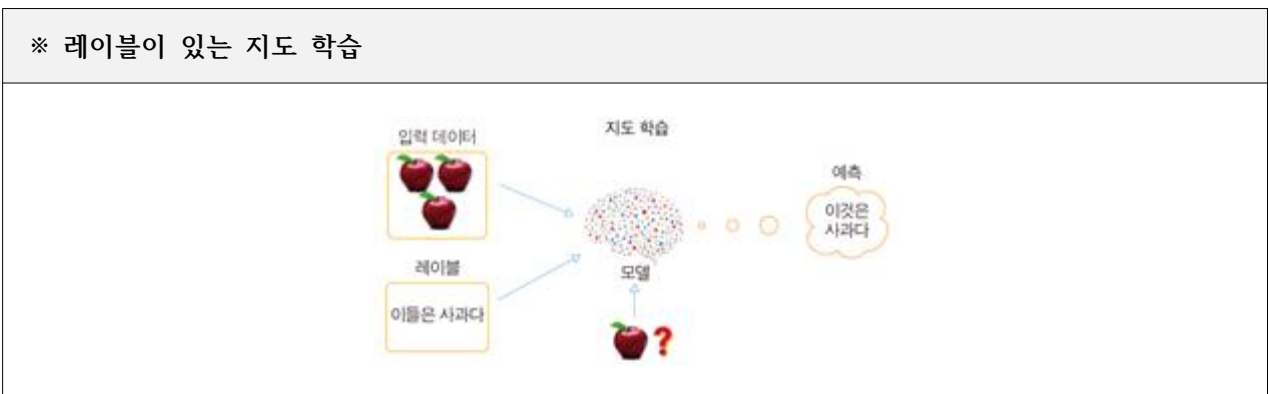 ※ 레이블이 있는 지도 학습
지도 학습
입력 데이터
예측
이것은
사과다
레이블
모델
이들은 사과다
?